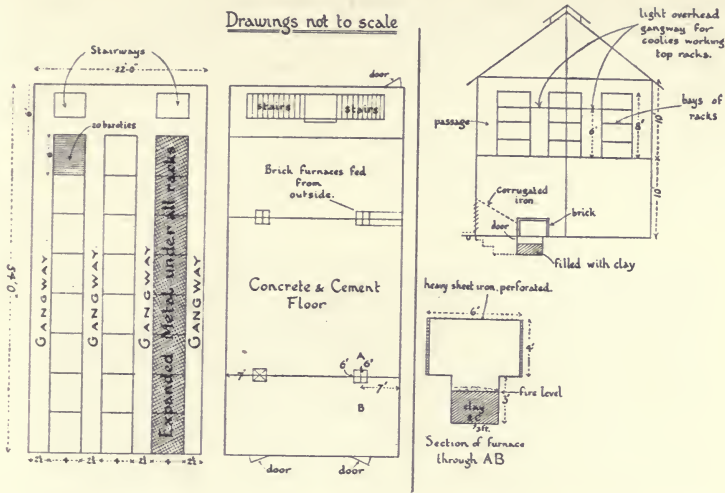 Drawings not to scale
Stairways
22'·0"
6'
20 baroties
6
54'.0"
GANGWAY
GANGWAY
GANGWAY
Expanded Metal under all racks
GANGWAY
2½ 4 2½ 4 2½ 4 2½
door
stairs
stairs
Brick furnaces fed
from
outside.
Concrete & Cement
Floor
A
6' 6'
7'
7'
B
door
door
light overhead
gangway for
coolies working
top racks.
passage
bays of
racks
6'
8'
10'
10'
corrugated
iron
door
brick
filled with clay
heavy sheet iron, perforated.
6'
4'
fire level
clay
3'
3ft.
Section of furnace
through AB